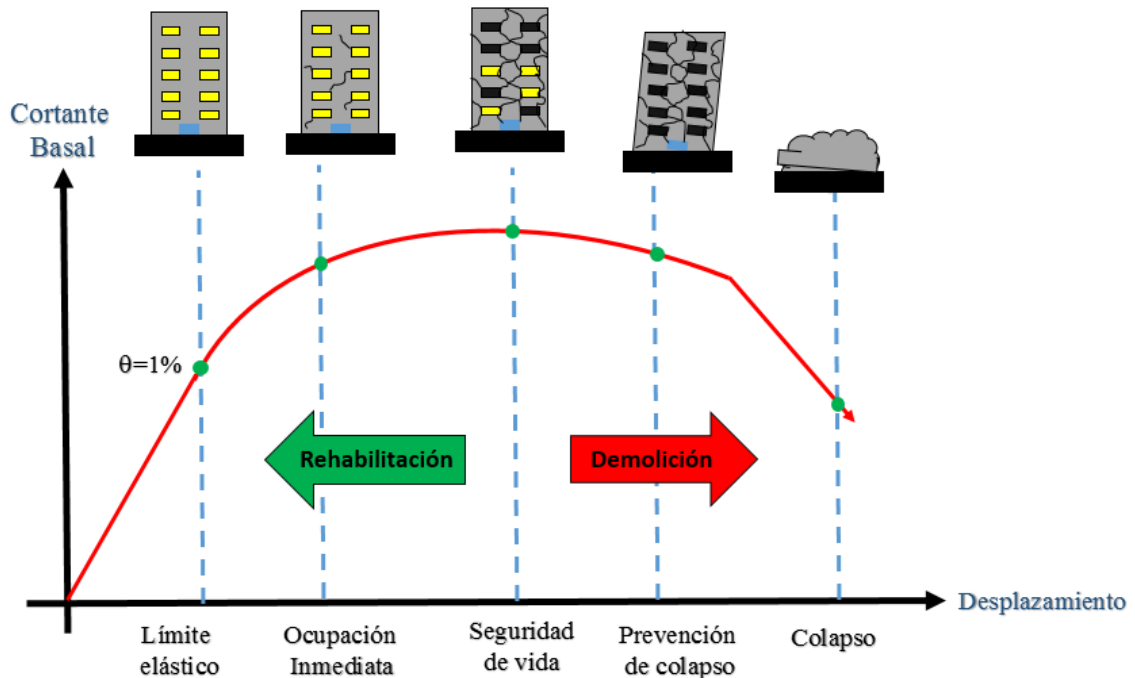 Cortante
Basal
θ=1%
Rehabilitación
Demolición
Desplazamiento
Límite
elástico
Ocupación
Inmediata
Seguridad
de vida
Prevención
de colapso
Colapso